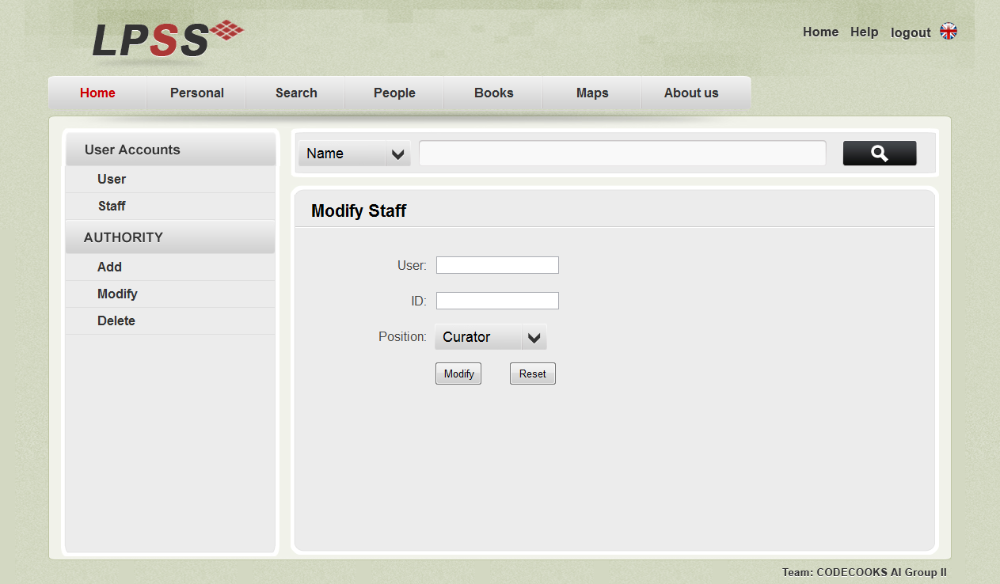 LPSS
Home Help logout
Home Personal Search People Books Maps About us
User Accounts
User
Staff
AUTHORITY
Add
Modify
Delete
Name
Modify Staff
User:
ID:
Position: Curator
Modify Reset
Team: CODECOOKS AI Group II